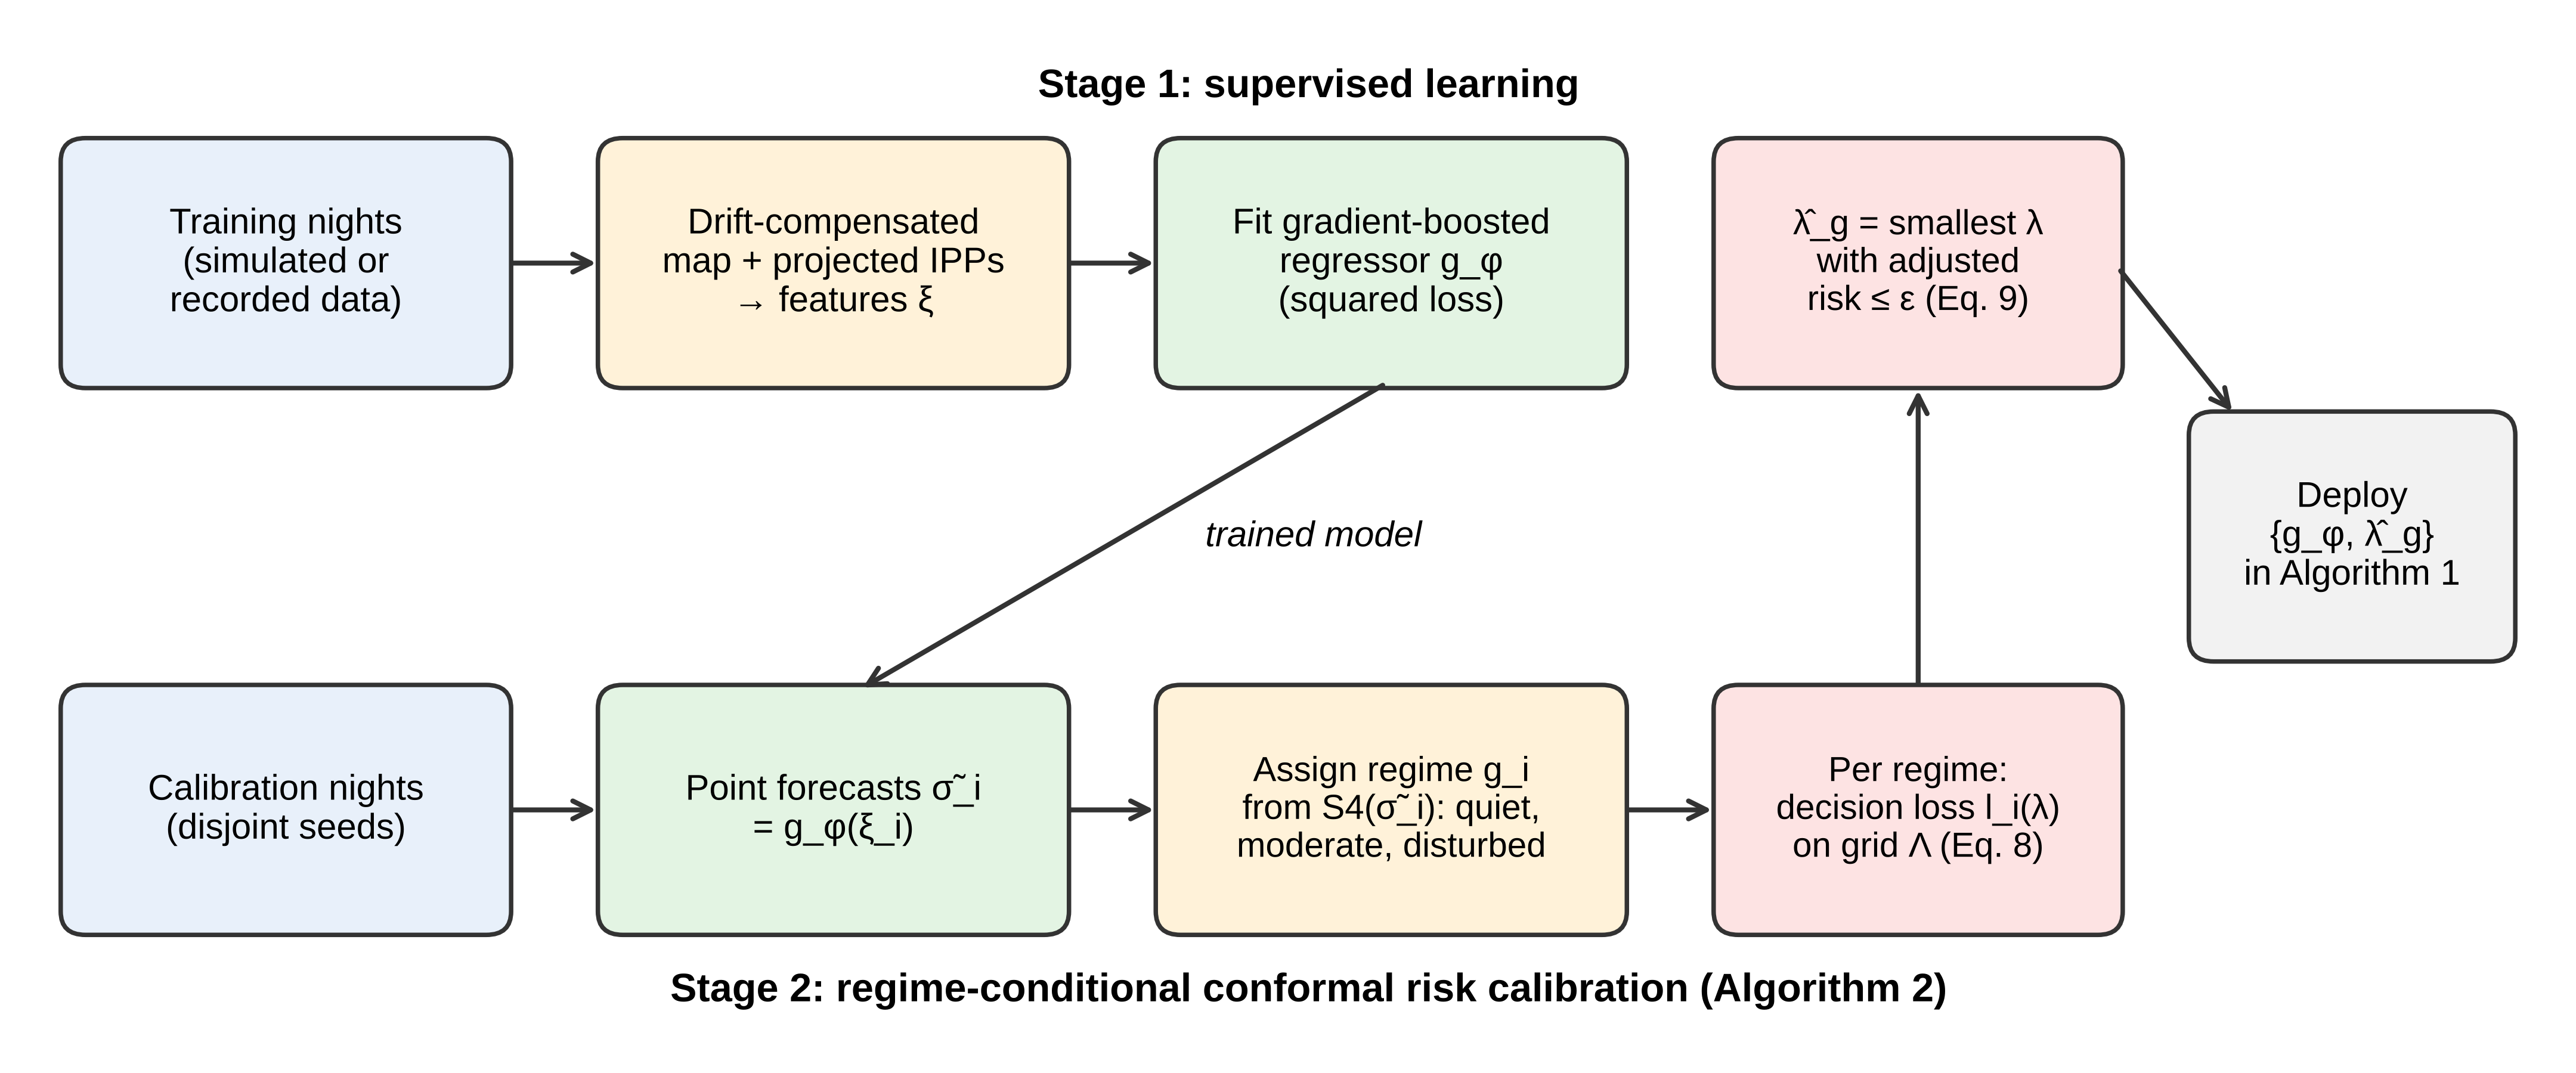 Stage 1: supervised learning
Training nights
(simulated or
recorded data)
Drift-compensated
map + projected IPPs
→ features ξ
Fit gradient-boosted
regressor g_φ
(squared loss)
λ̂_g = smallest λ
with adjusted
risk ≤ ε (Eq. 9)
Deploy
{g_φ, λ̂_g}
in Algorithm 1
trained model
Calibration nights
(disjoint seeds)
Point forecasts σ̃_i
= g_φ(ξ_i)
Assign regime g_i
from S4(σ̃_i): quiet,
moderate, disturbed
Per regime:
decision loss l_i(λ)
on grid Λ (Eq. 8)
Stage 2: regime-conditional conformal risk calibration (Algorithm 2)